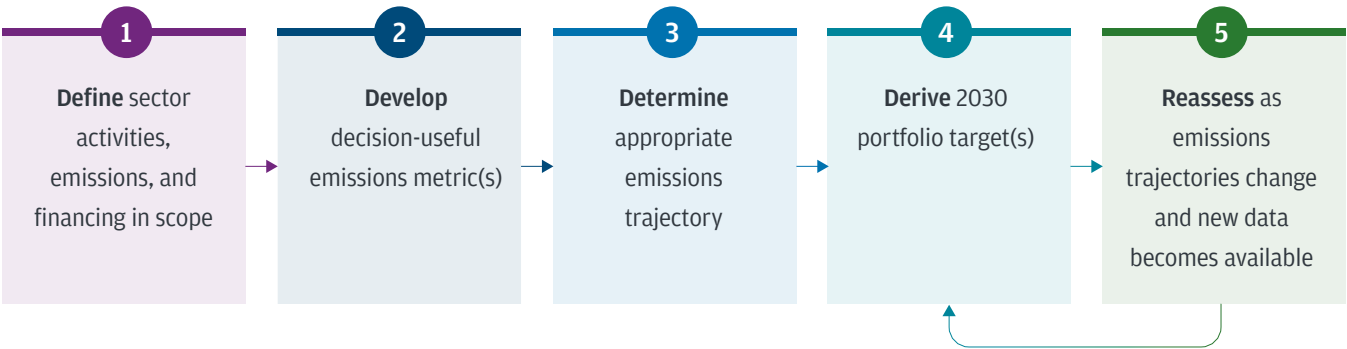 1
Define sector
activities,
emissions, and
financing in scope
2
Develop
decision-useful
emissions metric(s)
3
Determine
appropriate
emissions
trajectory
4
Derive 2030
portfolio target(s)
5
Reassess as
emissions
trajectories change
and new data
becomes available